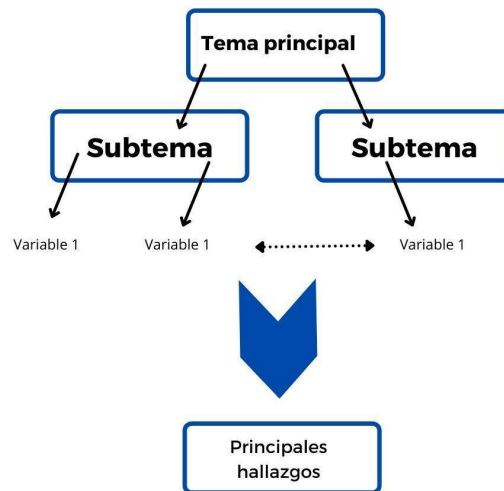 Tema principal
Subtema
Subtema
Variable 1
Variable 1
Variable 1
Principales
hallazgos